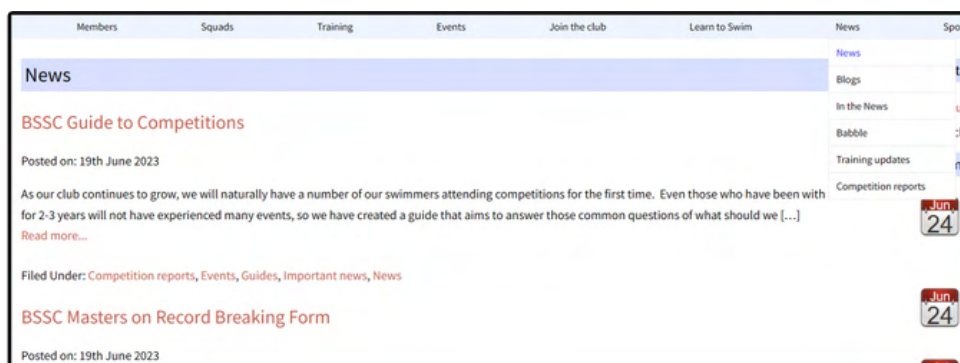 Members Squads Training Events Join the club Learn to Swim News
News
Blogs
In the News
Babble
Training updates
Competition reports
News
BSSC Guide to Competitions
Posted on: 19th June 2023
As our club continues to grow, we will naturally have a number of our swimmers attending competitions for the first time. Even those who have been with
for 2-3 years will not have experienced many events, so we have created a guide that aims to answer those common questions of what should we [...]
Read more...
Filed Under: Competition reports, Events, Guides, Important news, News
BSSC Masters on Record Breaking Form
Posted on: 19th June 2023
Jun
24
Jun
24